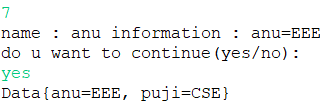 7
name : anu information : anu=EEE
do u want to continue(yes/no):
yes
Data{anu=EEE, puji=CSE}